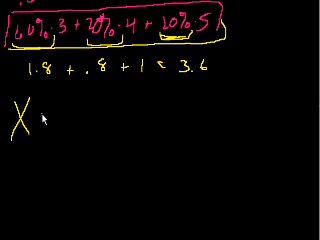 60%·3 + 20%·4 + 20%·5
1.8 + .8 + 1 = 3.6
X